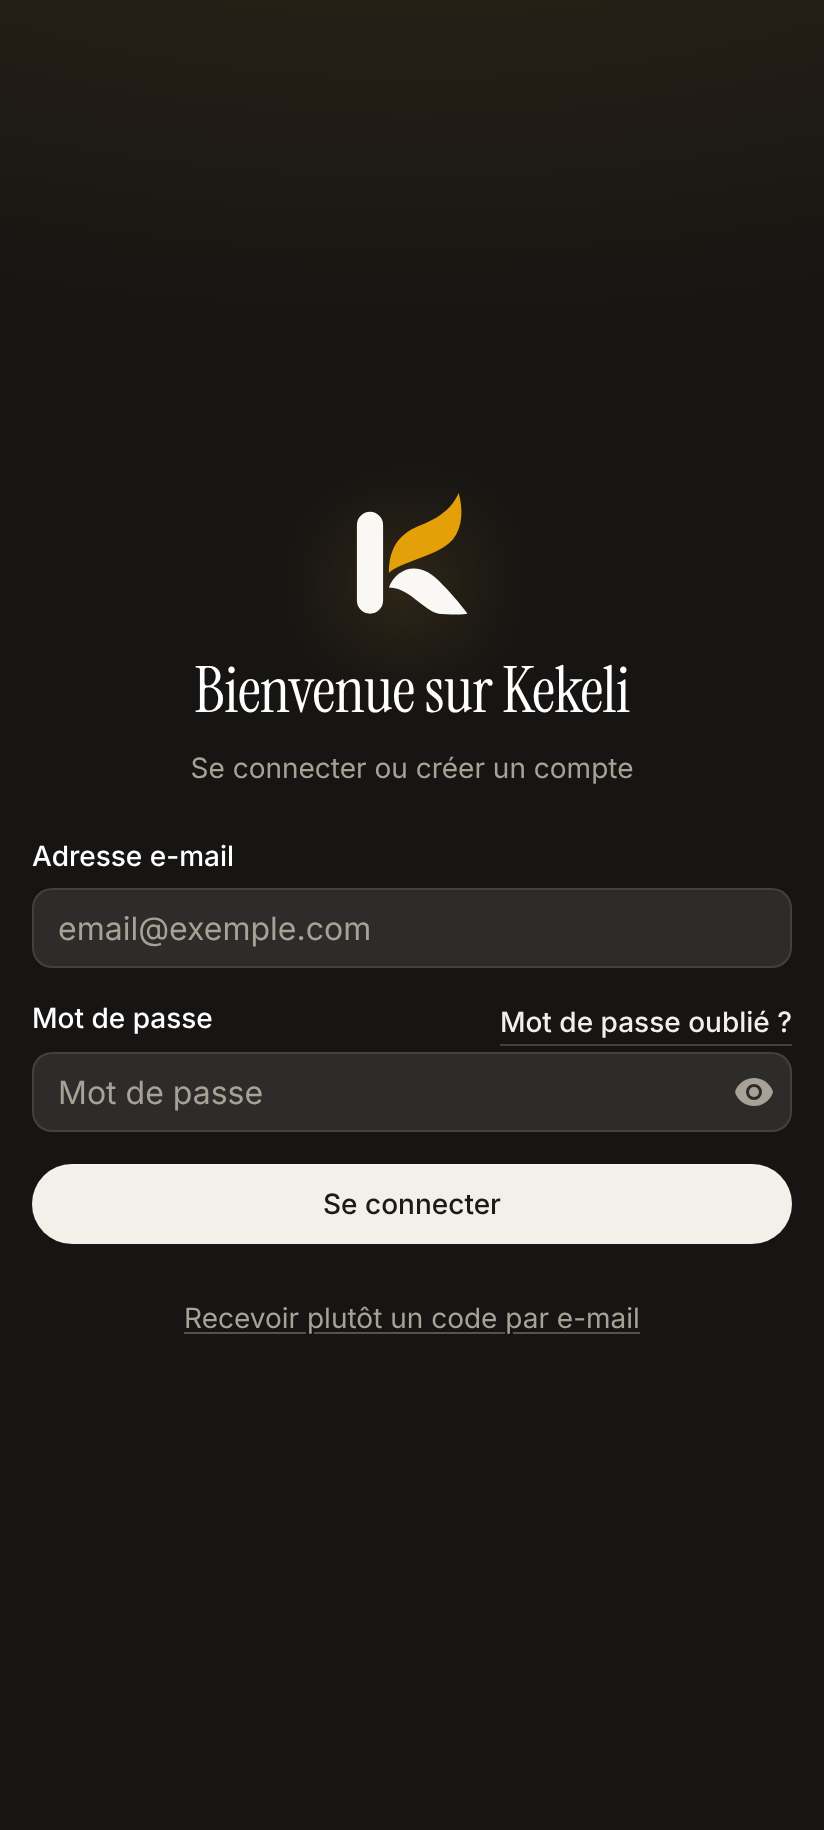 Bienvenue sur Kekeli
Se connecter ou créer un compte
Adresse e-mail
email@exemple.com
Mot de passe
Mot de passe oublié ?
Mot de passe
Se connecter
Recevoir plutôt un code par e-mail